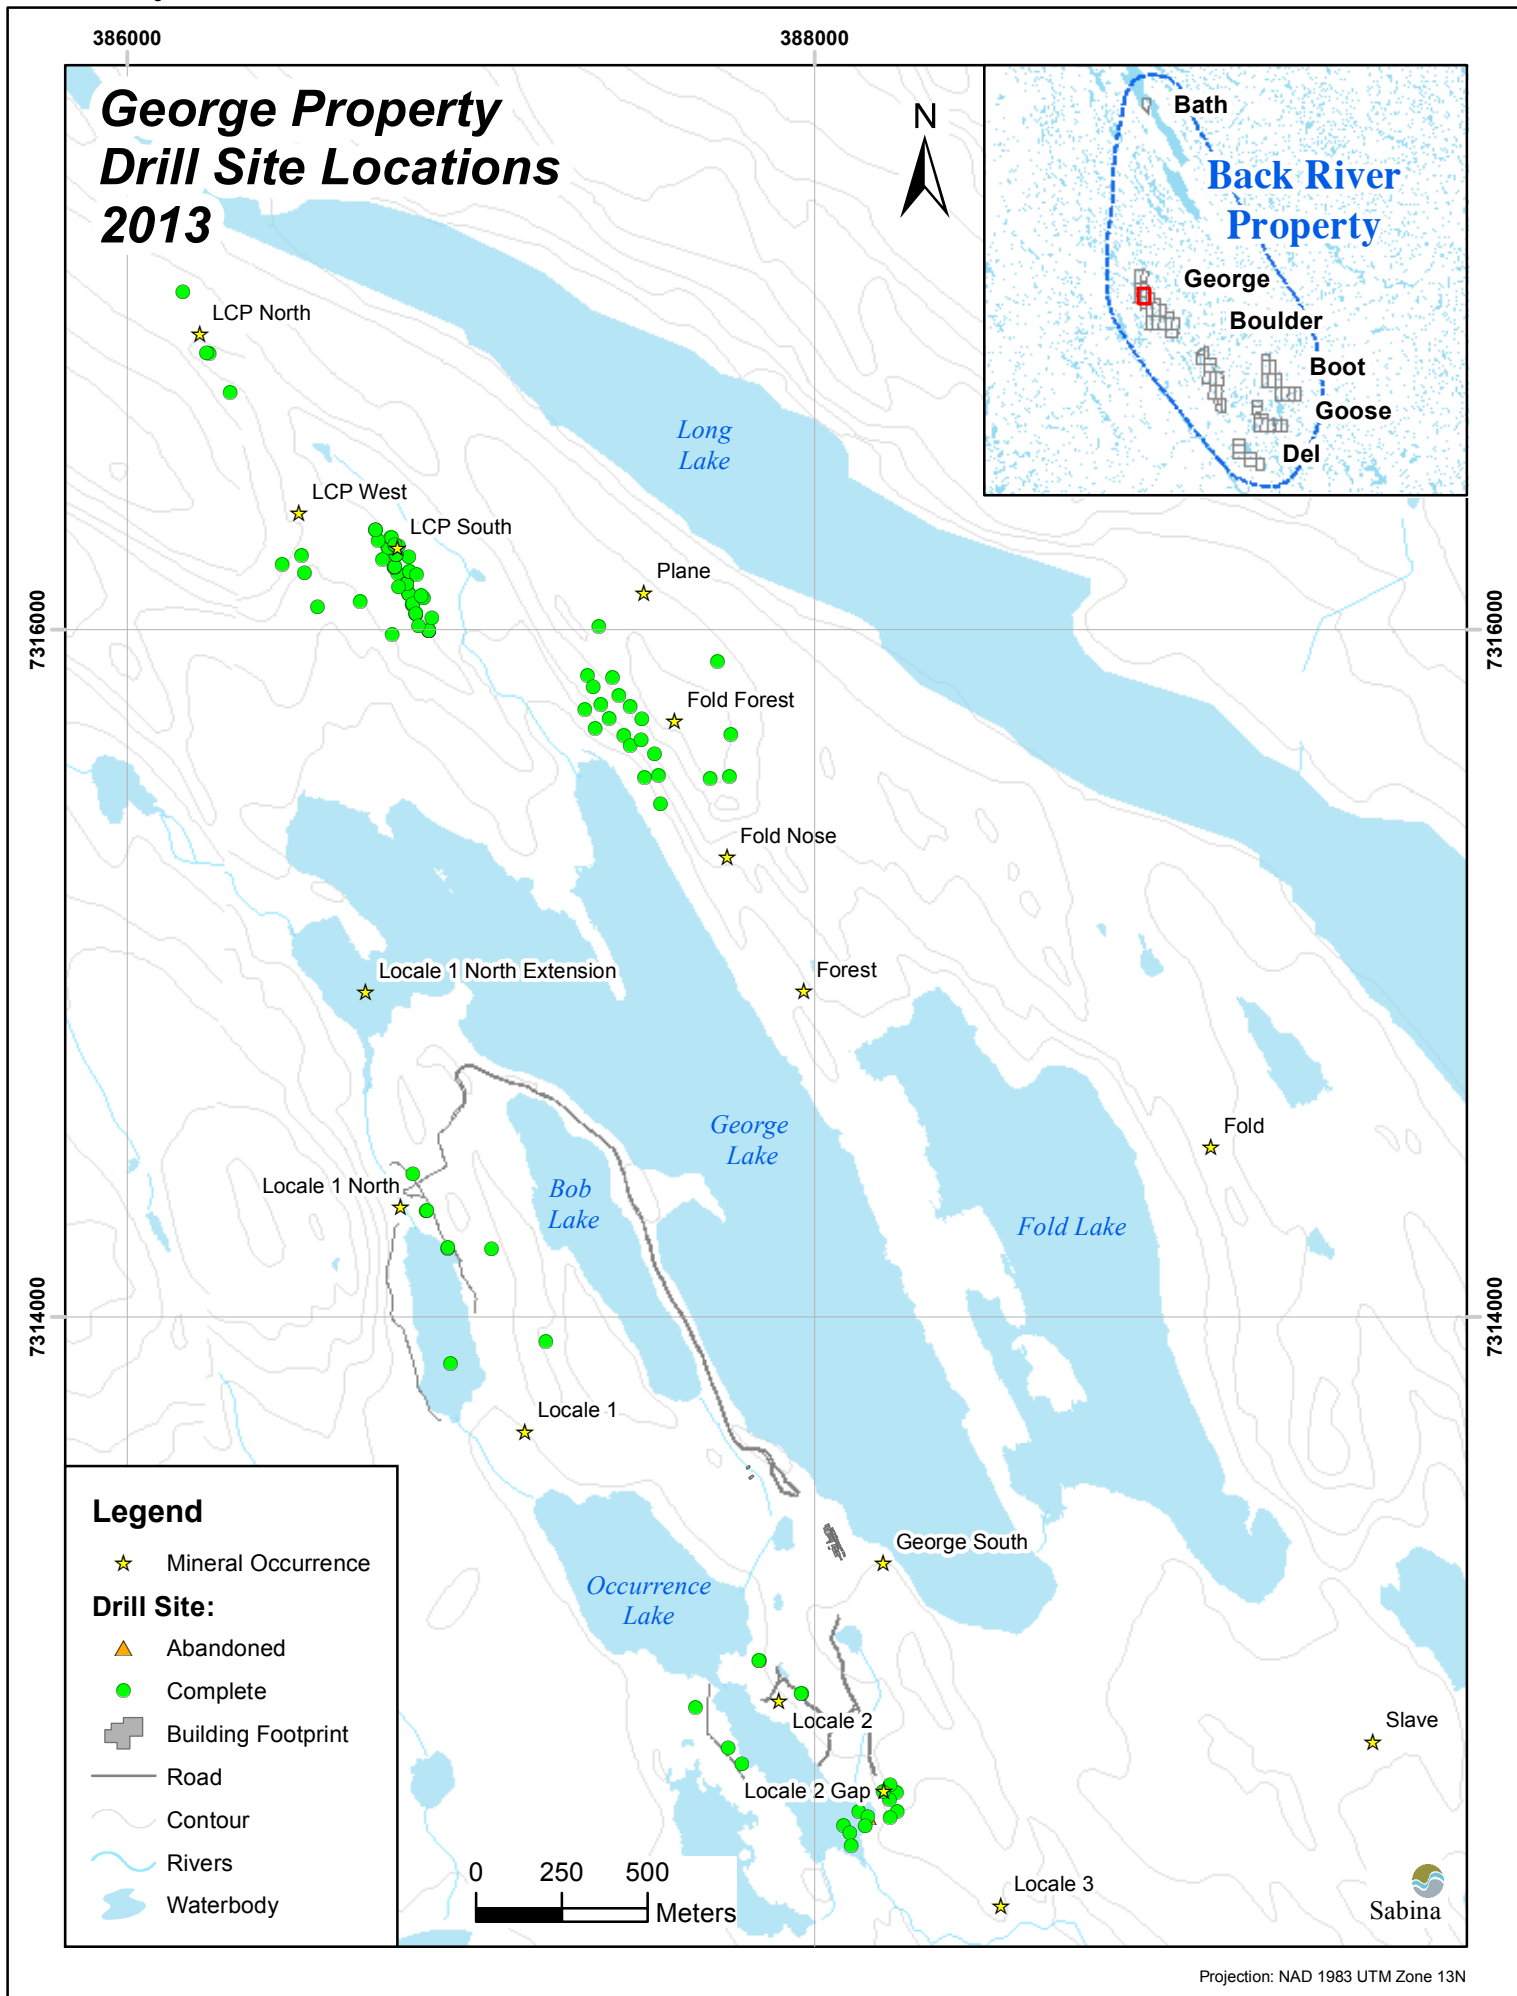 386000
388000
George Property
Drill Site Locations
2013
N
Bath
Back River
Property
George
Boulder
Boot
Goose
Del
LCP North
Long
Lake
LCP West
LCP South
Plane
7316000
7316000
Fold Forest
Fold Nose
Locale 1 North Extension
Forest
George
Lake
Fold
Locale 1 North
Bob
Lake
Fold Lake
7314000
7314000
Locale 1
George South
Occurrence
Lake
Locale 2
Slave
Locale 2 Gap
Locale 3
Legend
Mineral Occurrence
Drill Site:
Abandoned
Complete
Building Footprint
Road
Contour
Rivers
Waterbody
0 250 500
Meters
Sabina
Projection: NAD 1983 UTM Zone 13N